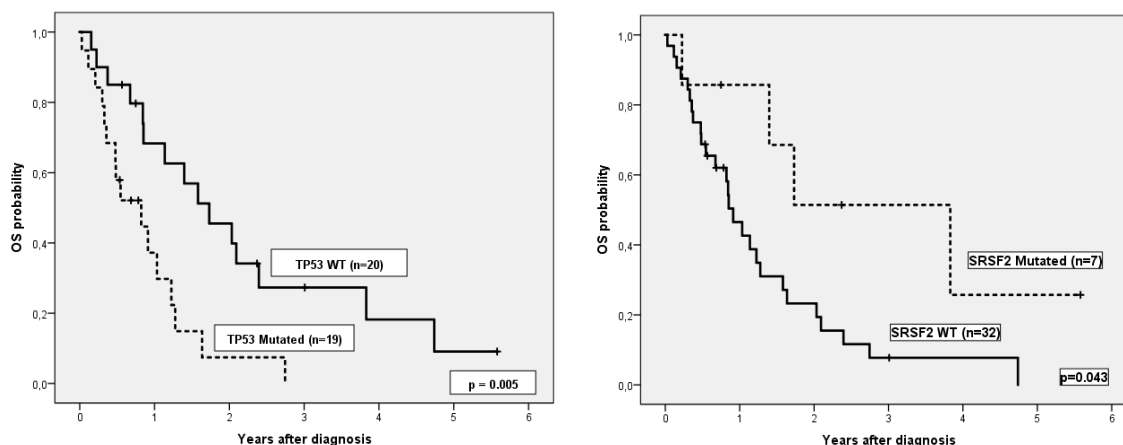 OS probability
1,0
0,8
0,6
0,4
0,2
0,0
TP53 WT (n=20)
TP53 Mutated (n=19)
p = 0.005
0 1 2 3 4 5 6
Years after diagnosis
OS probability
1,0
0,8
0,6
0,4
0,2
0,0
SRSF2 Mutated (n=7)
SRSF2 WT (n=32)
p=0.043
0 1 2 3 4 5 6
Years after diagnosis